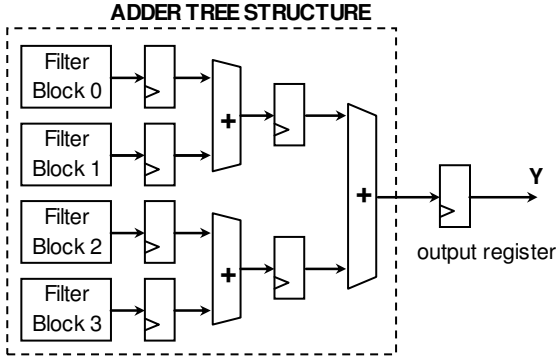 ADDER TREE STRUCTURE
Filter
Block 0
Filter
Block 1
Filter
Block 2
Filter
Block 3
+
+
+
Y
output register